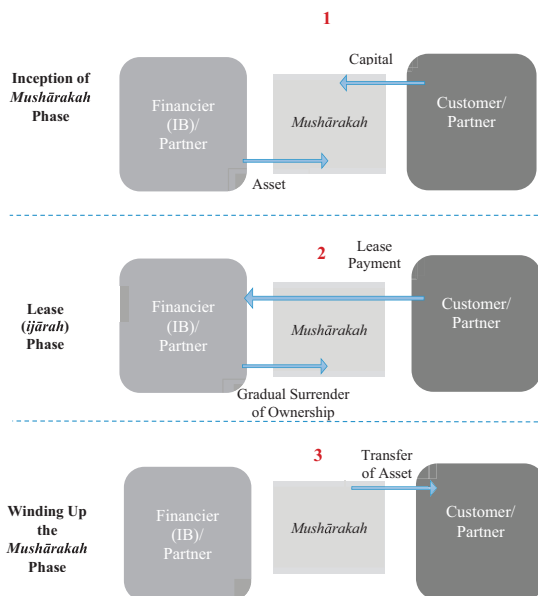 1
Capital
Inception of
Mushārakah
Phase
Financier
(IB)/
Partner
Mushārakah
Customer/
Partner
Asset
2
Lease
Payment
Lease
(ijārah)
Phase
Financier
(IB)/
Partner
Mushārakah
Customer/
Partner
Gradual Surrender
of Ownership
3
Transfer
of Asset
Winding Up
the
Mushārakah
Phase
Financier
(IB)/
Partner
Mushārakah
Customer/
Partner